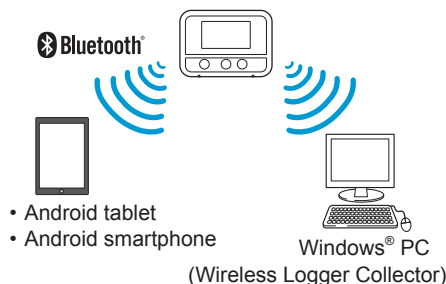 Bluetooth®
• Android tablet
• Android smartphone
Windows® PC
(Wireless Logger Collector)